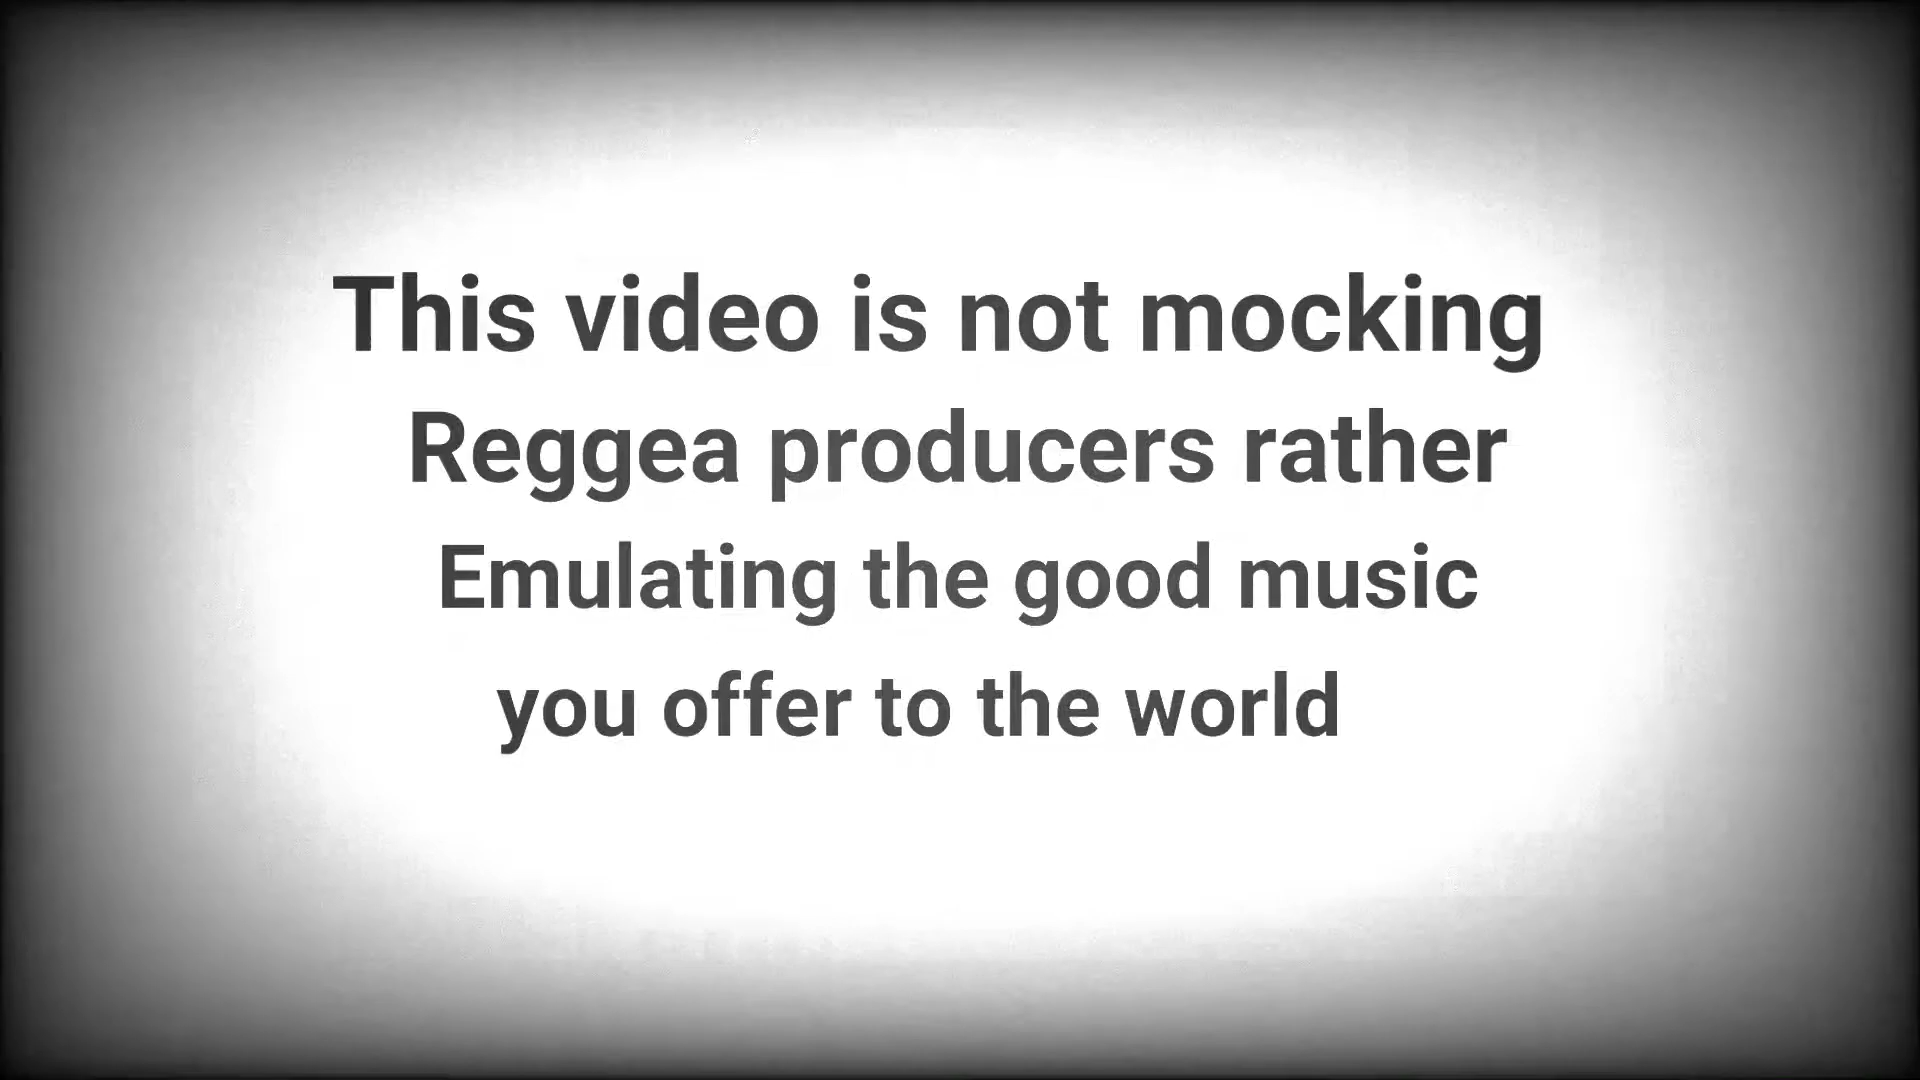 This video is not mocking
Reggea producers rather
Emulating the good music
you offer to the world